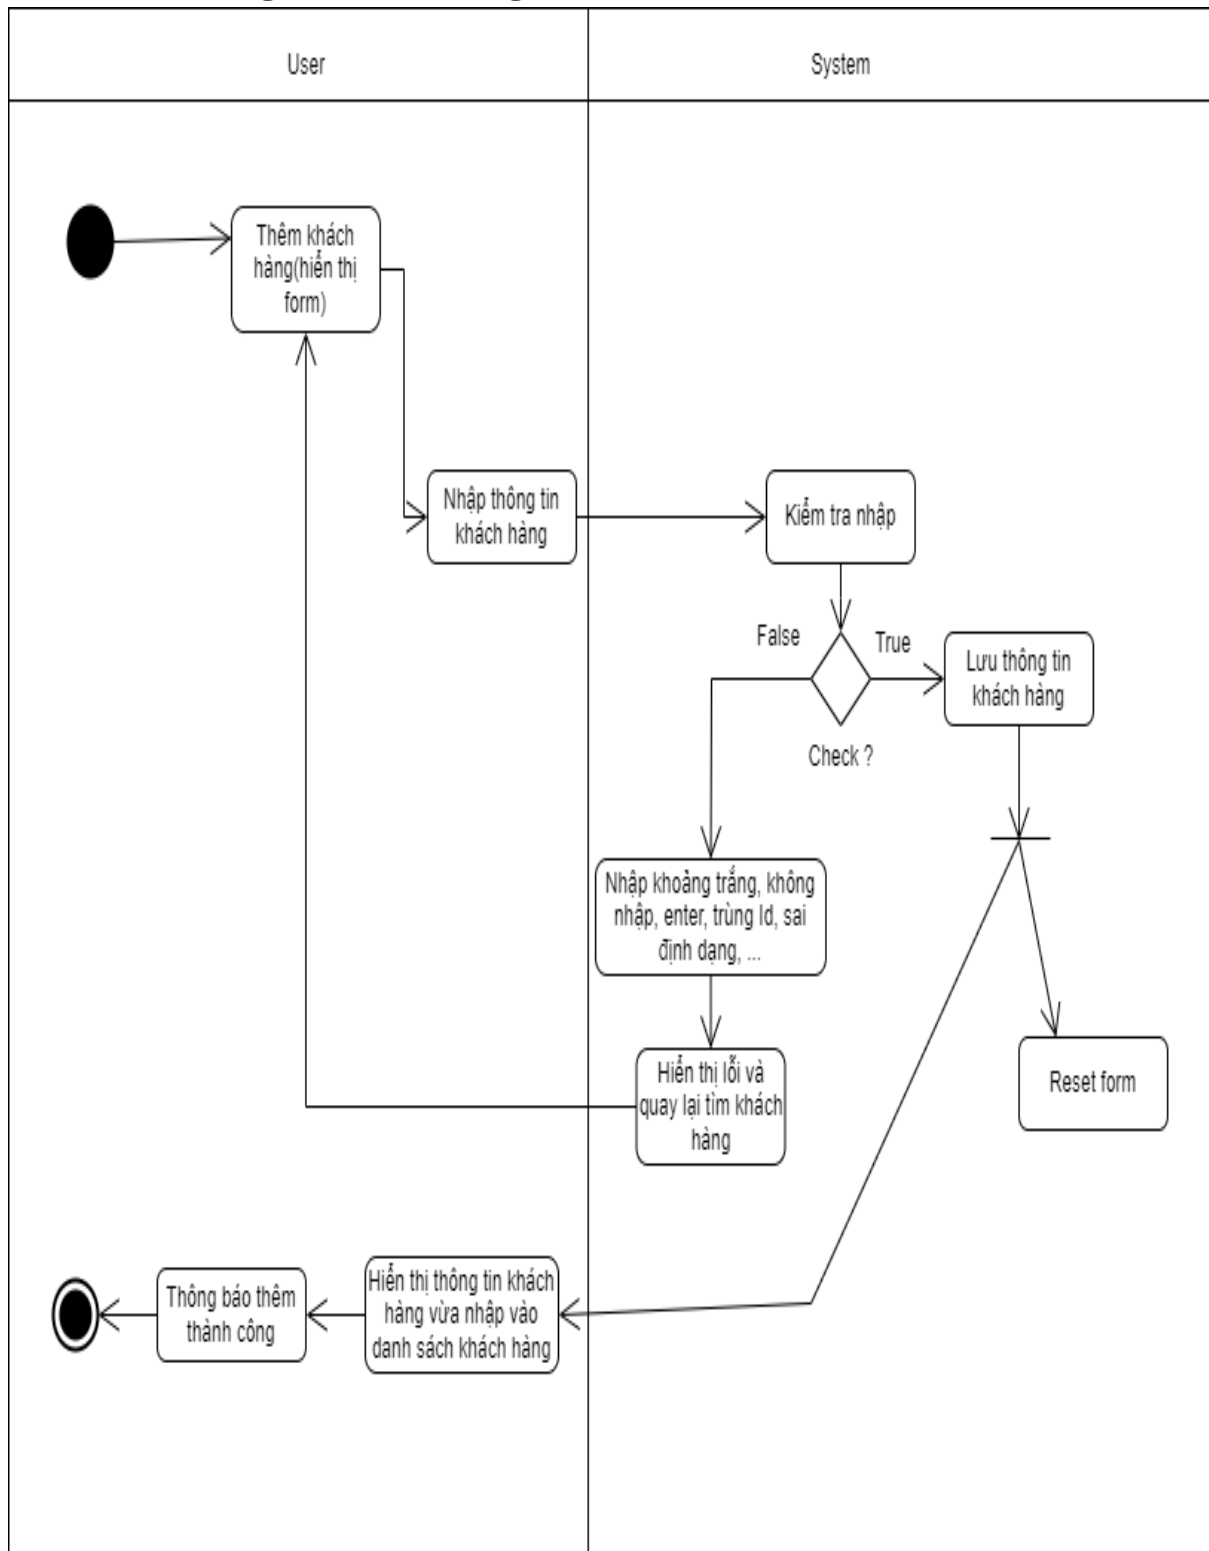 User
System
Thêm khách
hàng(hiển thị
form)
Nhập thông tin
khách hàng
Kiểm tra nhập
False
True
Lưu thông tin
khách hàng
Check ?
Nhập khoảng trắng, không
nhập, enter, trùng Id, sai
định dạng, ...
Hiển thị lỗi và
quay lại tìm khách
hàng
Reset form
Thông báo thêm
thành công
Hiển thị thông tin khách
hàng vừa nhập vào
danh sách khách hàng